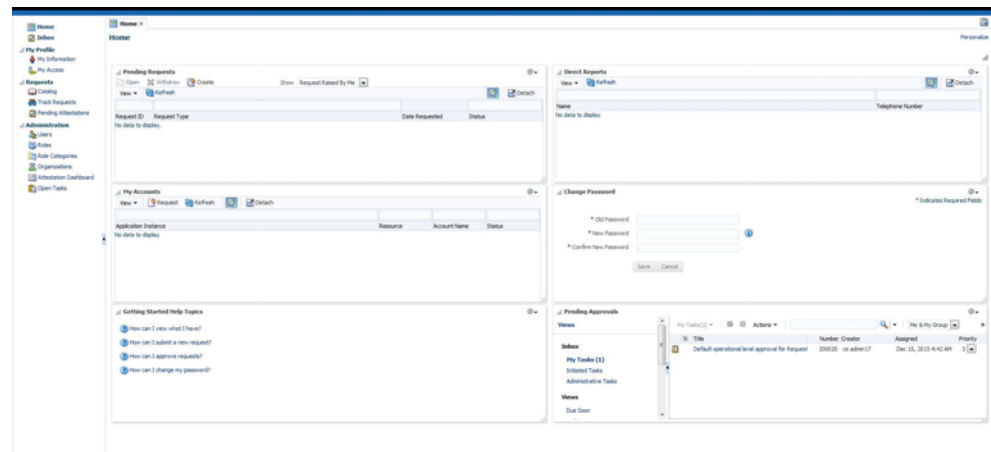 Home
Inbox
My Profile
My Information
My Access
Requests
Catalog
Track Requests
Pending Attestations
Administration
Users
Roles
Role Categories
Organizations
Attestation Dashboard
Open Tasks
Home
Home
Personalize
Pending Requests
Open Withdraw Create Show Request Raised By Me
View Refresh Detach
Request ID Request Type Date Requested Status
No data to display.
Direct Reports
View Refresh Detach
Name Telephone Number
No data to display
My Accounts
View Request Refresh Detach
Application Instance Resource Account Name Status
No data to display
Change Password
* Indicates Required Fields
* Old Password
* New Password
* Confirm New Password
Save Cancel
Getting Started Help Topics
How can I view what I have?
How can I submit a new request?
How can I approve requests?
How can I change my password?
Pending Approvals
Views
Inbox
My Tasks (1)
Initiated Tasks
Administrative Tasks
Views
Due Soon
My Tasks(1) Actions Me & My Group
Title Number Creator Assigned Priority
Default operational level approval for Request Dec 15, 2015 4:42 AM 3